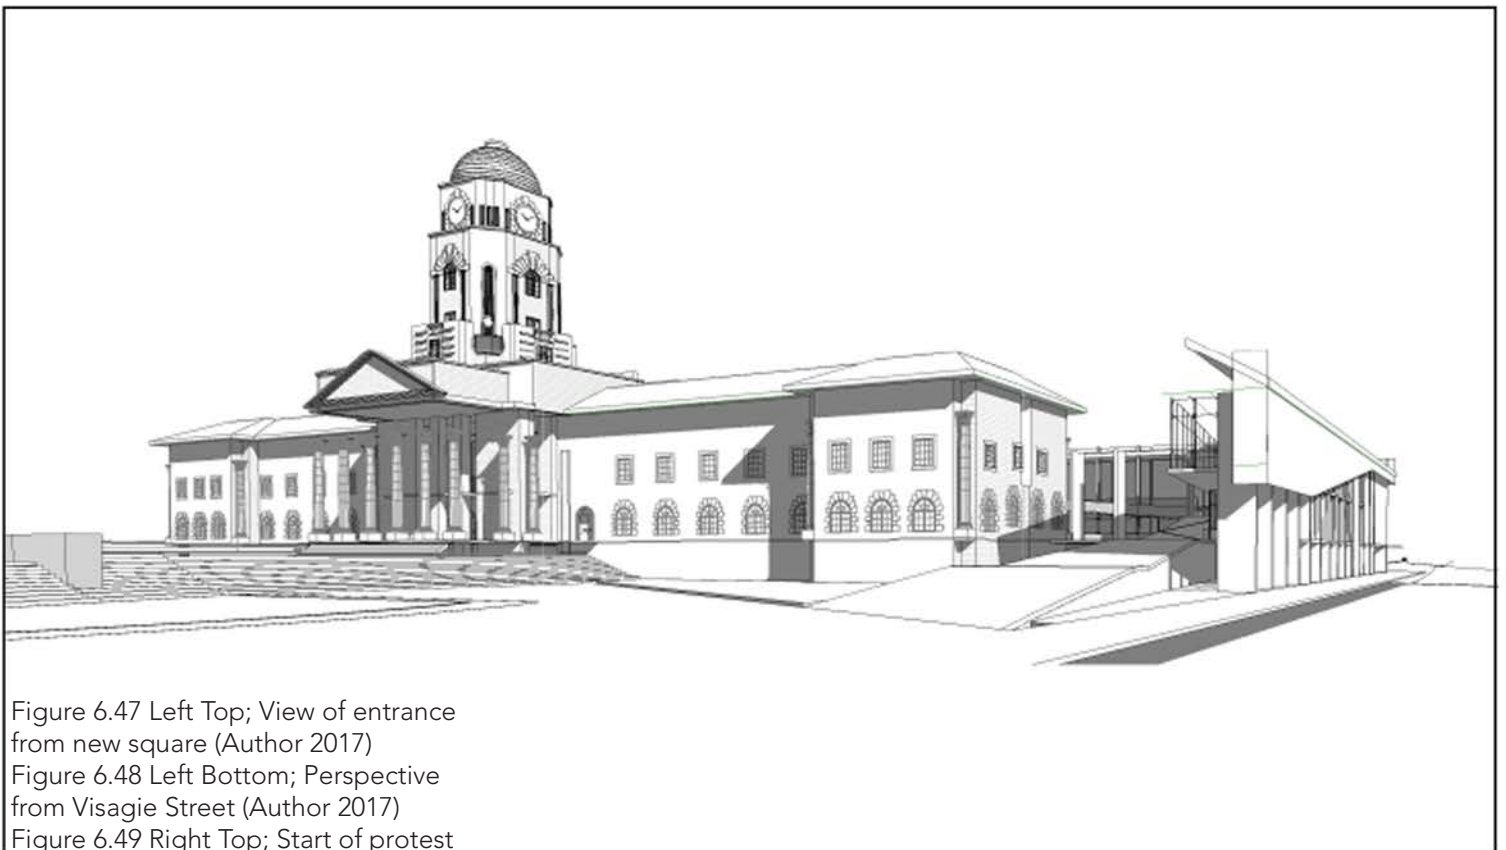 Figure 6.47 Left Top; View of entrance
from new square (Author 2017)
Figure 6.48 Left Bottom; Perspective
from Visagie Street (Author 2017)
Figure 6.49 Right Top; Start of protest